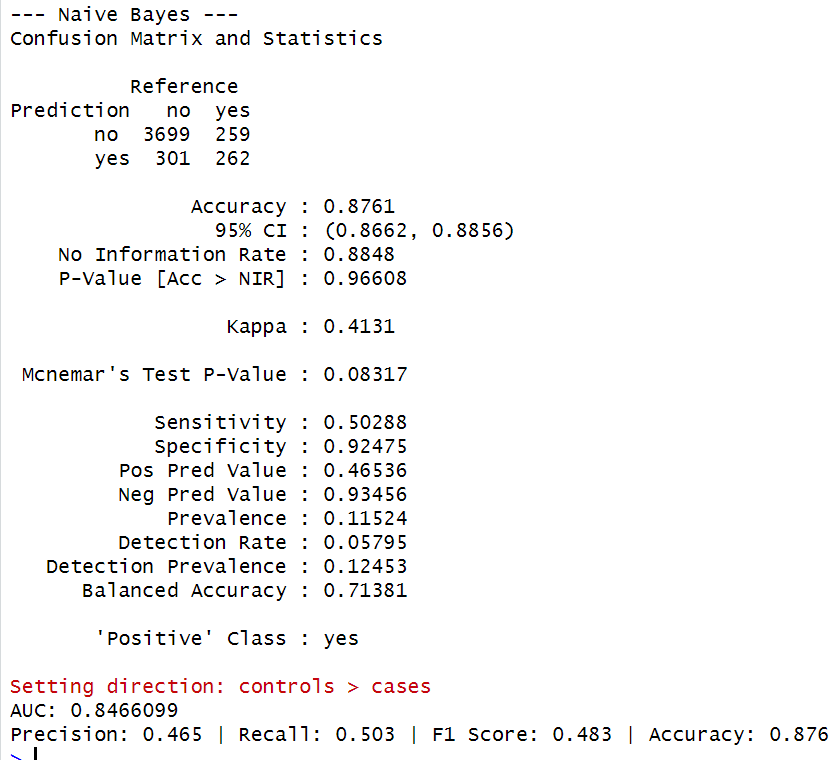 --- Naive Bayes ---
Confusion Matrix and Statistics
Reference
Prediction no yes
no 3699 259
yes 301 262
Accuracy : 0.8761
95% CI : (0.8662, 0.8856)
No Information Rate : 0.8848
P-Value [Acc > NIR] : 0.96608
Kappa : 0.4131
Mcnemar's Test P-Value : 0.08317
Sensitivity : 0.50288
Specificity : 0.92475
Pos Pred Value : 0.46536
Neg Pred Value : 0.93456
Prevalence : 0.11524
Detection Rate : 0.05795
Detection Prevalence : 0.12453
Balanced Accuracy : 0.71381
'Positive' Class : yes
Setting direction: controls > cases
AUC: 0.8466099
Precision: 0.465 | Recall: 0.503 | F1 Score: 0.483 | Accuracy: 0.876
>